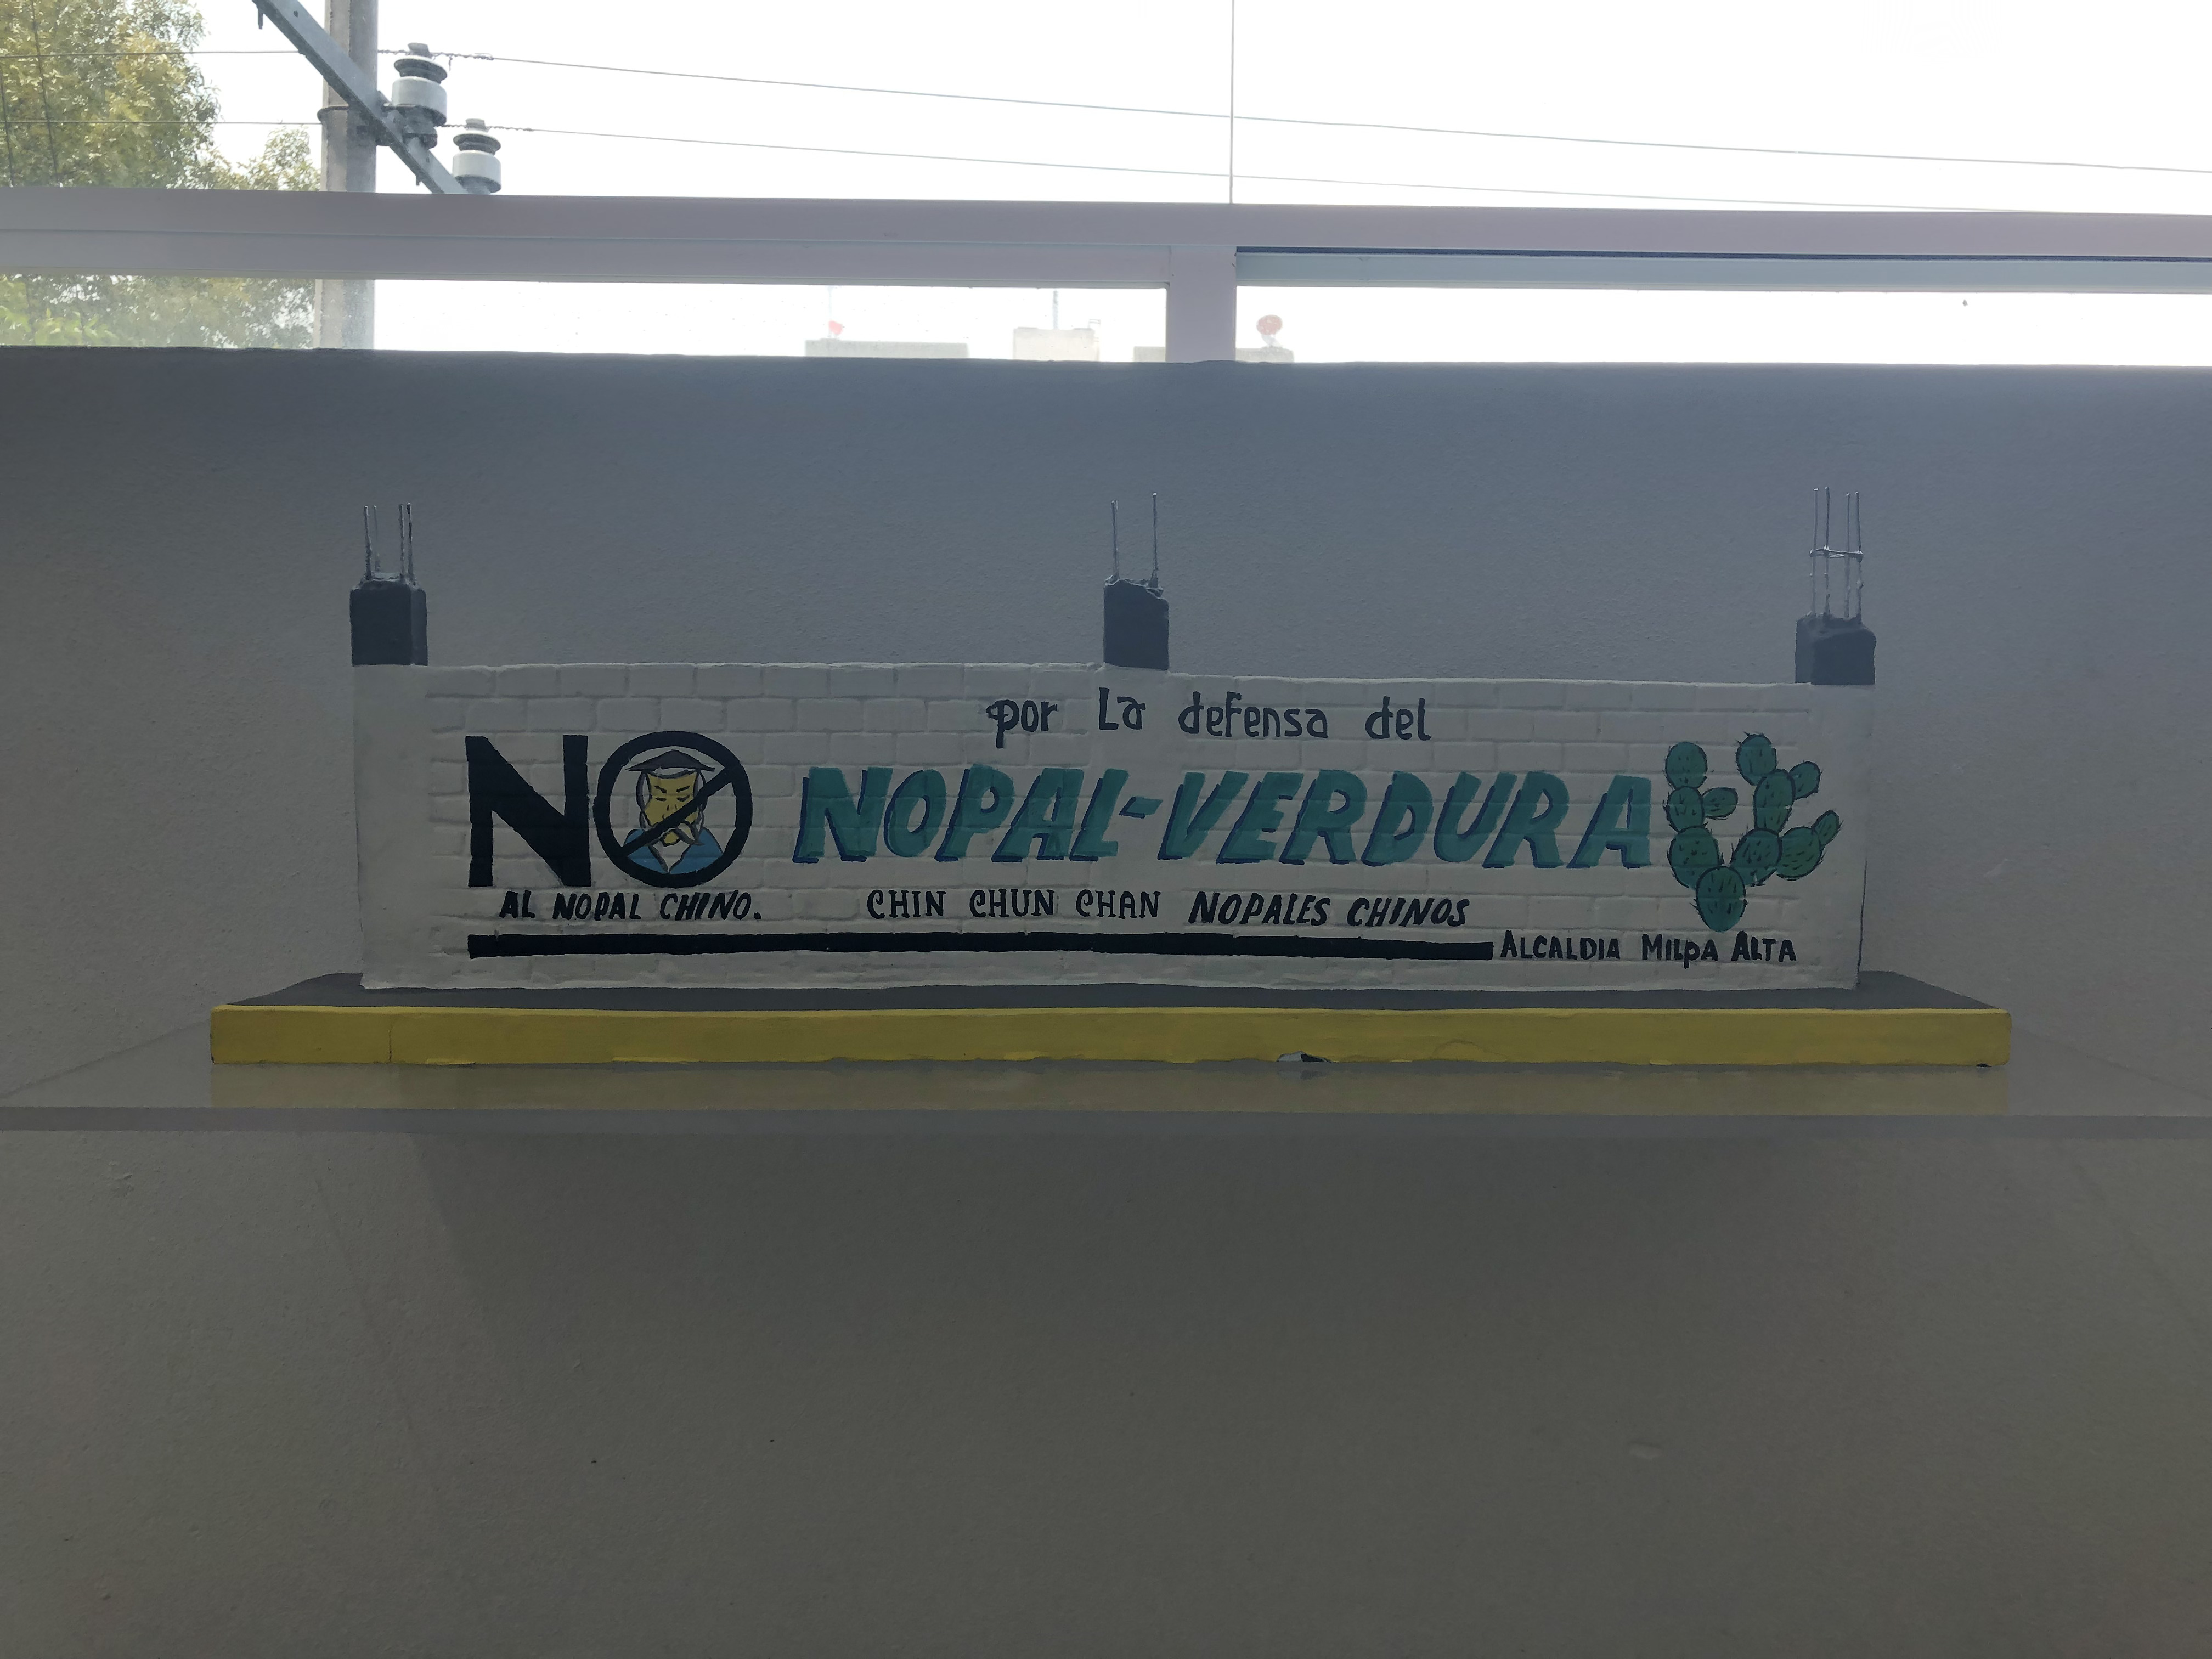 por La defensa del
NO NOPAL-VERDURA
AL NOPAL CHINO. CHIN CHUN CHAN NOPALES CHINOS
ALCALDIA MILPA ALTA